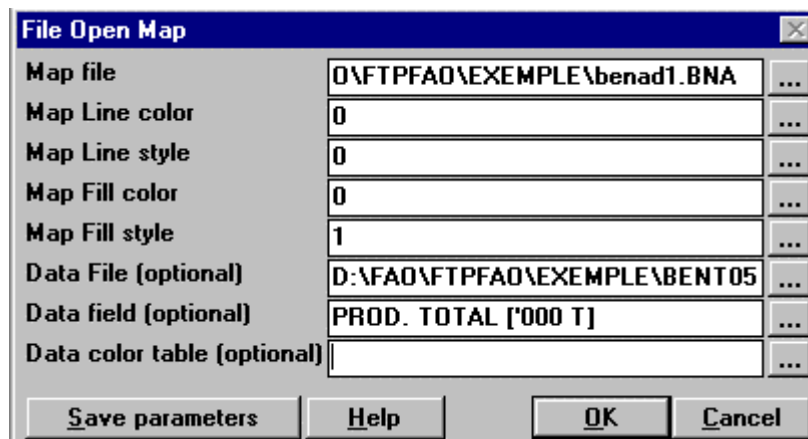 File Open Map
Map file O\FTPFAO\EXEMPLE\benad1.BNA ...
Map Line color 0 ...
Map Line style 0 ...
Map Fill color 0 ...
Map Fill style 1 ...
Data File (optional) D:\FAO\FTPFAO\EXEMPLE\BENT05 ...
Data field (optional) PROD. TOTAL ['000 T] ...
Data color table (optional) ...
Save parameters Help OK Cancel